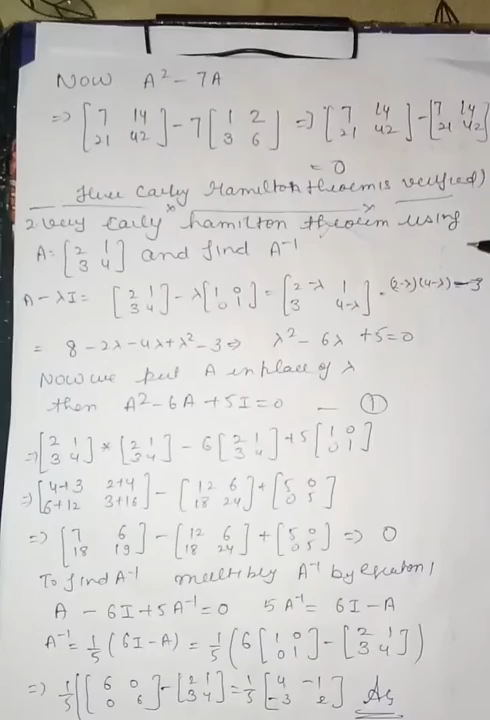 Now A² - 7A
=> [7 14; 21 42] - 7 [1 2; 3 6] => [7 14; 21 42] - [7 14; 21 42]
= 0
Hence Caily Hamilton theorem is verified)
2. very Caily hamilton theorem using
A = [2 1; 3 4] and find A⁻¹
A - λI = [2 1; 3 4] - λ [1 0; 0 1] = [2-λ 1; 3 4-λ] = (2-λ)(4-λ) - 3
= 8 - 2λ - 4λ + λ² - 3 => λ² - 6λ + 5 = 0
Now we put A in place of λ
then A² - 6A + 5I = 0 — ①
=> [2 1; 3 4] * [2 1; 3 4] - 6 [2 1; 3 4] + 5 [1 0; 0 1]
=> [4+3 2+4; 6+12 3+16] - [12 6; 18 24] + [5 0; 0 5]
=> [7 6; 18 19] - [12 6; 18 24] + [5 0; 0 5] => 0
To find A⁻¹ multibly A⁻¹ by equation 1
A - 6I + 5A⁻¹ = 0 5A⁻¹ = 6I - A
A⁻¹ = 1/5 (6I - A) = 1/5 (6 [1 0; 0 1] - [2 1; 3 4])
=> 1/5 ([6 0; 0 6] - [2 1; 3 4] = 1/5 [4 -1; -3 2] As